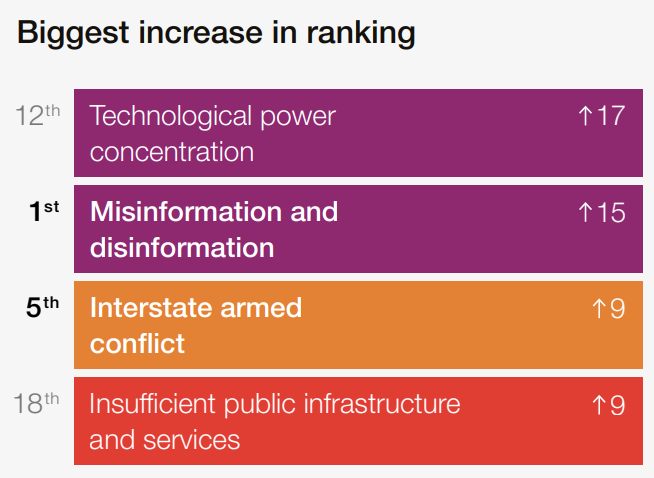 Biggest increase in ranking
12th Technological power ↑17
concentration
1st Misinformation and ↑15
disinformation
5th Interstate armed ↑9
conflict
18th Insufficient public infrastructure ↑9
and services